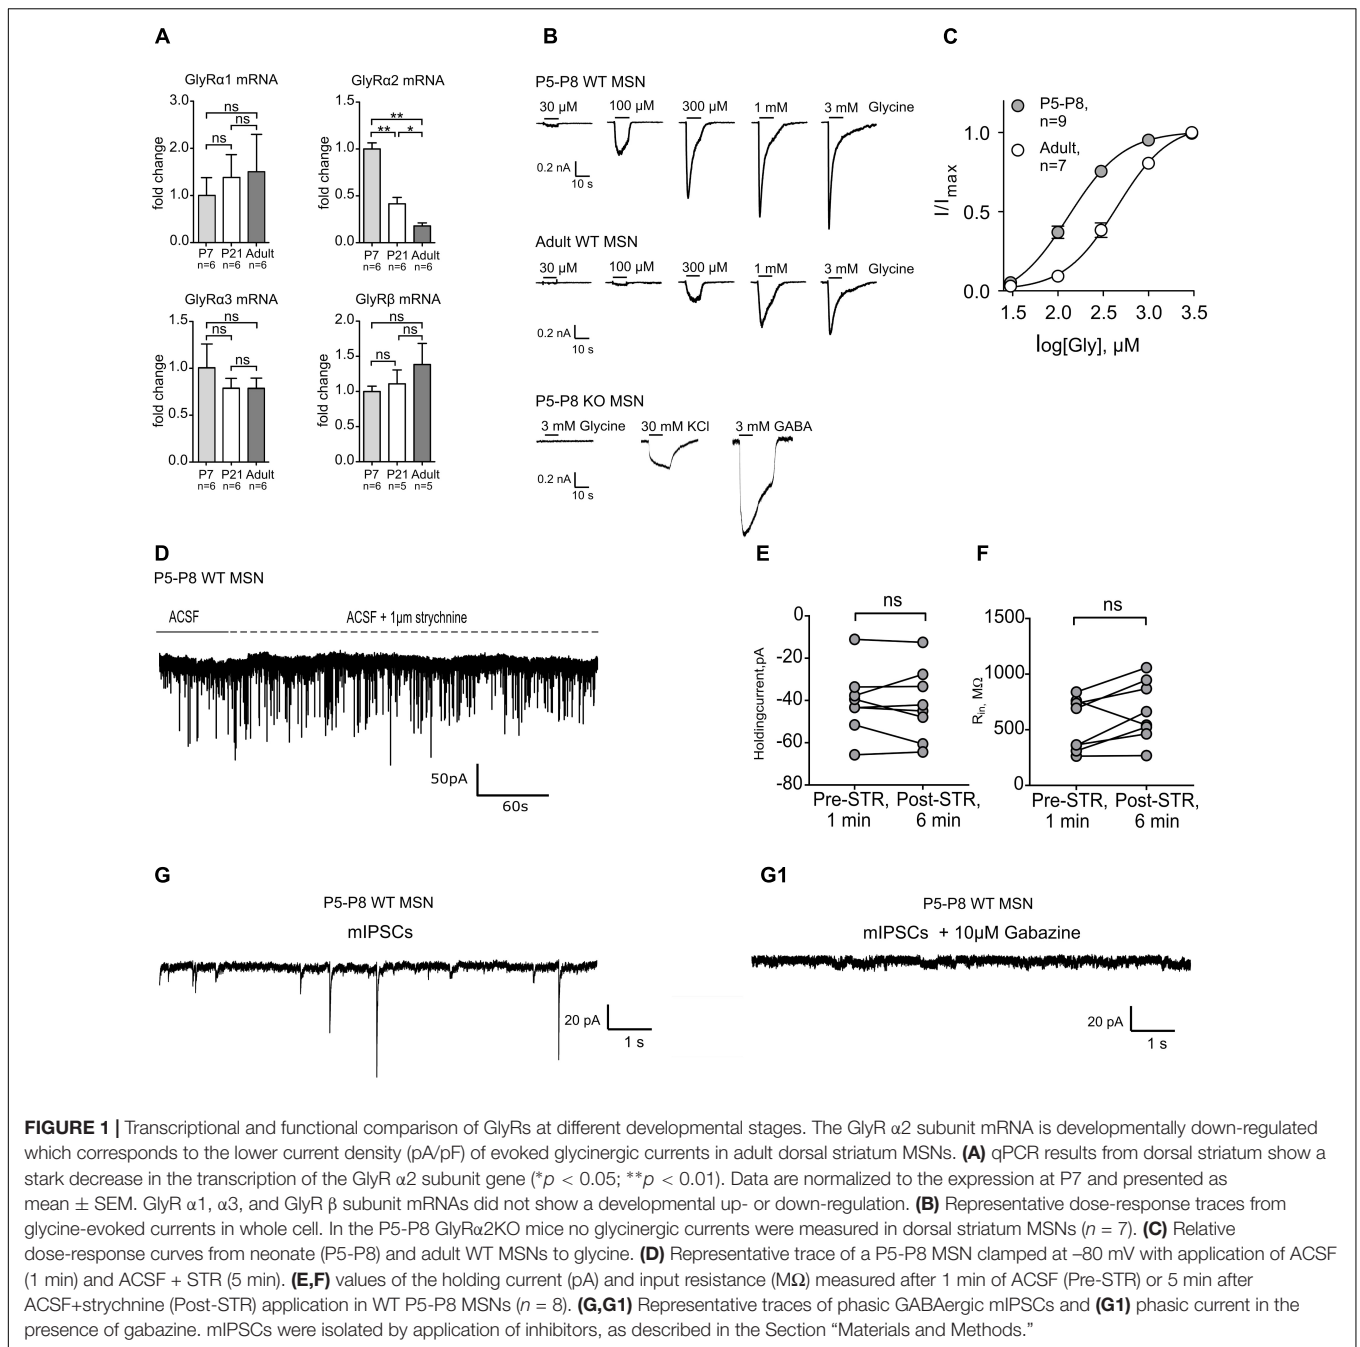 A
GlyRα1 mRNA
fold change
3.0
2.0
1.0
0.0
ns
ns
ns
P7 P21 Adult
n=6 n=6 n=6
GlyRα2 mRNA
fold change
1.5
1.0
0.5
0.0
**
** *
P7 P21 Adult
n=6 n=6 n=6
GlyRα3 mRNA
fold change
1.5
1.0
0.5
0.0
ns
ns
ns
P7 P21 Adult
n=6 n=6 n=6
GlyRβ mRNA
fold change
2.0
1.5
1.0
0.5
0.0
ns
ns
ns
P7 P21 Adult
n=6 n=5 n=5
B
P5-P8 WT MSN
30 µM 100 µM 300 µM 1 mM 3 mM Glycine
0.2 nA
10 s
Adult WT MSN
30 µM 100 µM 300 µM 1 mM 3 mM Glycine
0.2 nA
10 s
P5-P8 KO MSN
3 mM Glycine 30 mM KCl 3 mM GABA
0.2 nA
10 s
C
P5-P8,
n=9
Adult,
n=7
I/Imax
1.0
0.5
0.0
1.5 2.0 2.5 3.0 3.5
log[Gly], µM
D
P5-P8 WT MSN
ACSF ACSF + 1µm strychnine
50pA
60s
E
ns
Holdingcurrent,pA
0
-20
-40
-60
-80
Pre-STR, Post-STR,
1 min 6 min
F
ns
Rin, MΩ
1500
1000
500
0
Pre-STR, Post-STR,
1 min 6 min
G
P5-P8 WT MSN
mIPSCs
20 pA
1 s
G1
P5-P8 WT MSN
mIPSCs + 10µM Gabazine
20 pA
1 s
FIGURE 1 | Transcriptional and functional comparison of GlyRs at different developmental stages. The GlyR α2 subunit mRNA is developmentally down-regulated
which corresponds to the lower current density (pA/pF) of evoked glycinergic currents in adult dorsal striatum MSNs. (A) qPCR results from dorsal striatum show a
stark decrease in the transcription of the GlyR α2 subunit gene (*p < 0.05; **p < 0.01). Data are normalized to the expression at P7 and presented as
mean ± SEM. GlyR α1, α3, and GlyR β subunit mRNAs did not show a developmental up- or down-regulation. (B) Representative dose-response traces from
glycine-evoked currents in whole cell. In the P5-P8 GlyRα2KO mice no glycinergic currents were measured in dorsal striatum MSNs (n = 7). (C) Relative
dose-response curves from neonate (P5-P8) and adult WT MSNs to glycine. (D) Representative trace of a P5-P8 MSN clamped at –80 mV with application of ACSF
(1 min) and ACSF + STR (5 min). (E,F) values of the holding current (pA) and input resistance (MΩ) measured after 1 min of ACSF (Pre-STR) or 5 min after
ACSF+strychnine (Post-STR) application in WT P5-P8 MSNs (n = 8). (G,G1) Representative traces of phasic GABAergic mIPSCs and (G1) phasic current in the
presence of gabazine. mIPSCs were isolated by application of inhibitors, as described in the Section “Materials and Methods.”